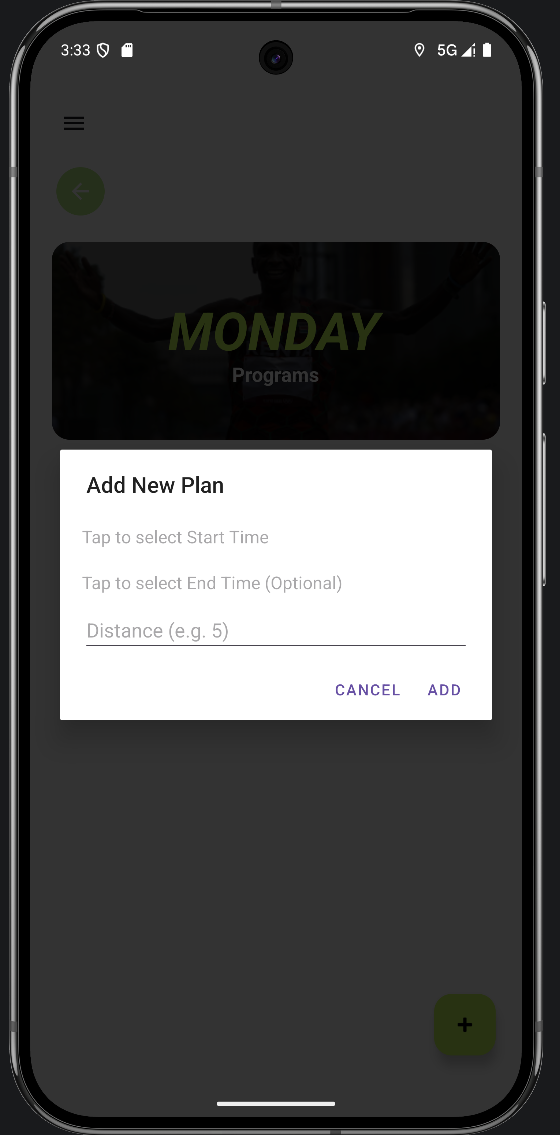 3:33
5G
MONDAY
Programs
Add New Plan
Tap to select Start Time
Tap to select End Time (Optional)
Distance (e.g. 5)
CANCEL ADD
+